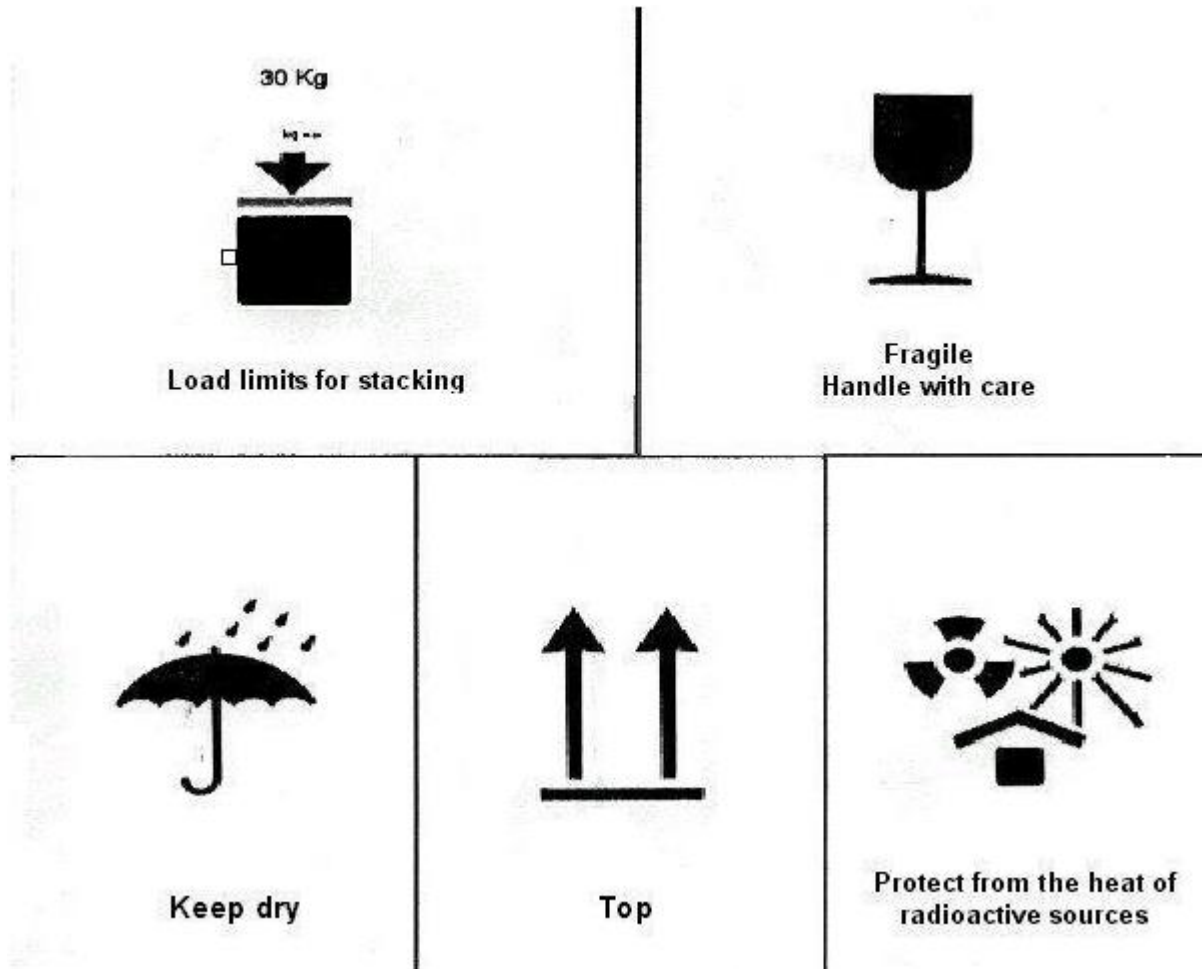 30 Kg
Load limits for stacking
Fragile
Handle with care
Keep dry
Top
Protect from the heat of
radioactive sources